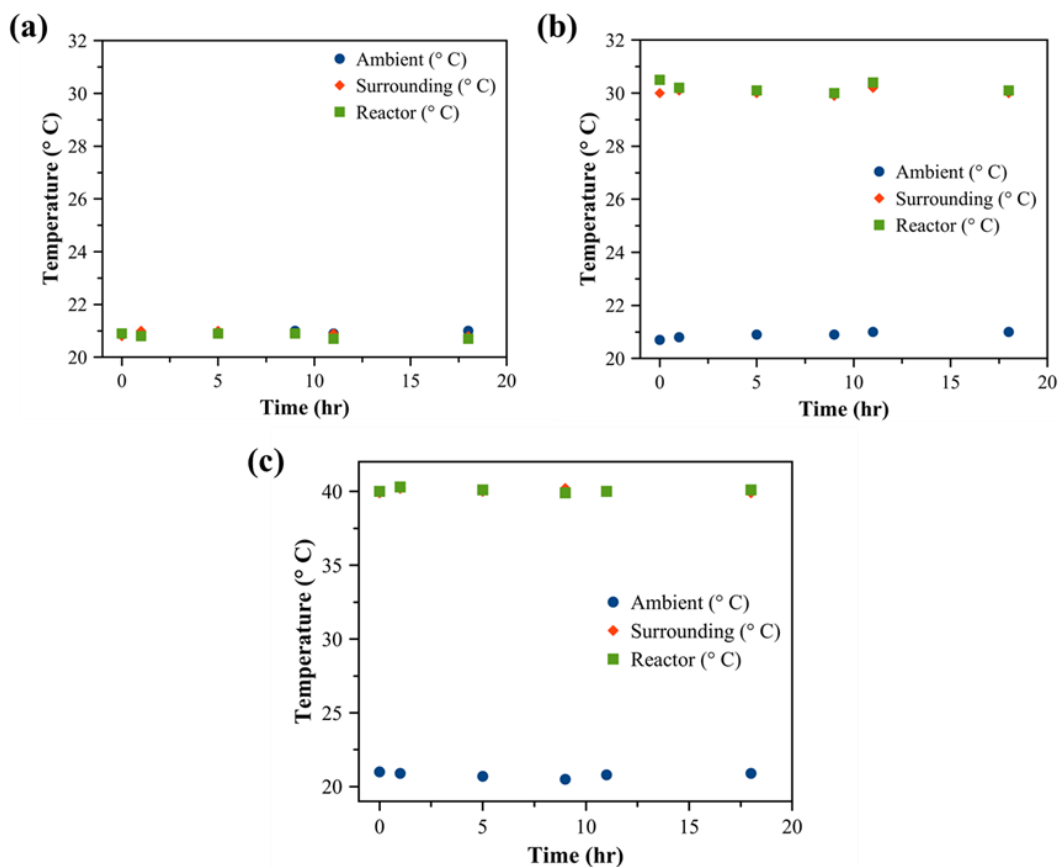 (a)
32
30
28
26
24
22
20
Temperature (° C)
0 5 10 15 20
Time (hr)
Ambient (° C)
Surrounding (° C)
Reactor (° C)
(b)
32
30
28
26
24
22
20
Temperature (° C)
0 5 10 15 20
Time (hr)
Ambient (° C)
Surrounding (° C)
Reactor (° C)
(c)
40
35
30
25
20
Temperature (° C)
0 5 10 15 20
Time (hr)
Ambient (° C)
Surrounding (° C)
Reactor (° C)